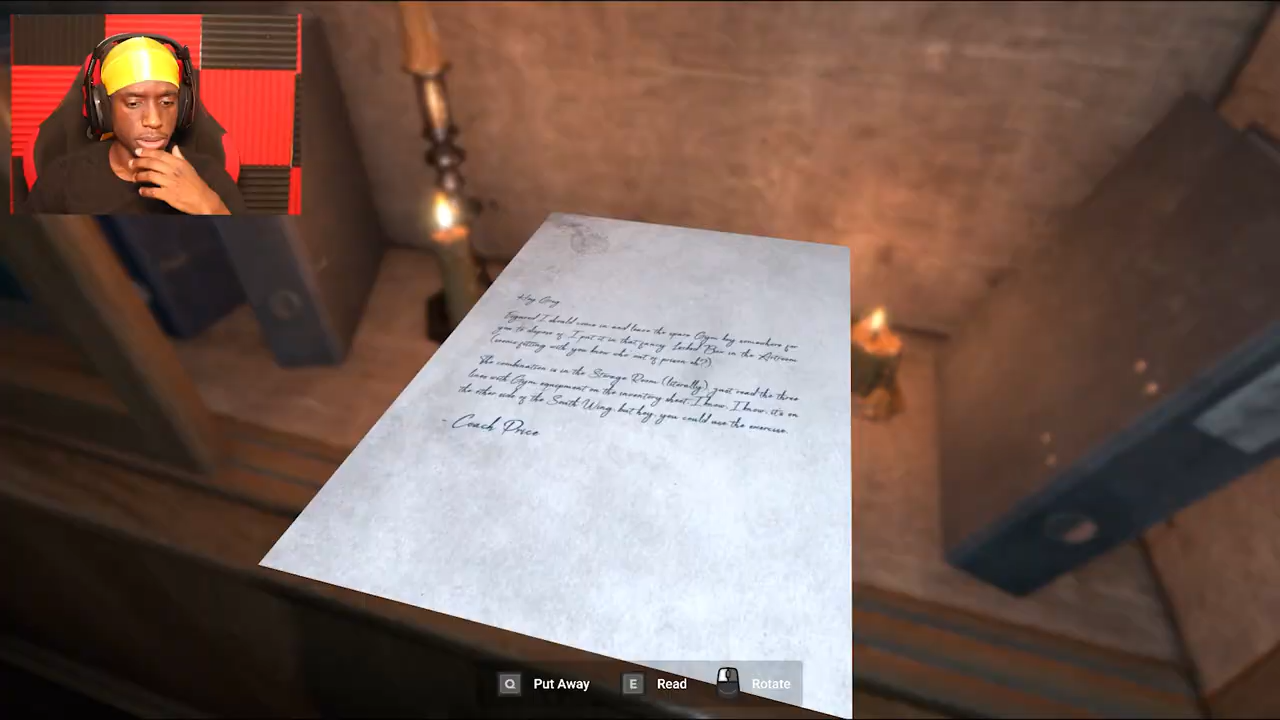 Hey Greg
Figured I should come in and leave the spare Gym key somewhere for
you to dispose of. I put it in that fancy Locked Box in the Artroom
(seems fitting with you know who out of prison eh?)
The combination is in the Storage Room (literally), just read the three
lines with Gym equipment on the inventory sheet. I know, I know, it's on
the other side of the South Wing, but hey, you could use the exercise.
- Coach Price
Q Put Away E Read Rotate